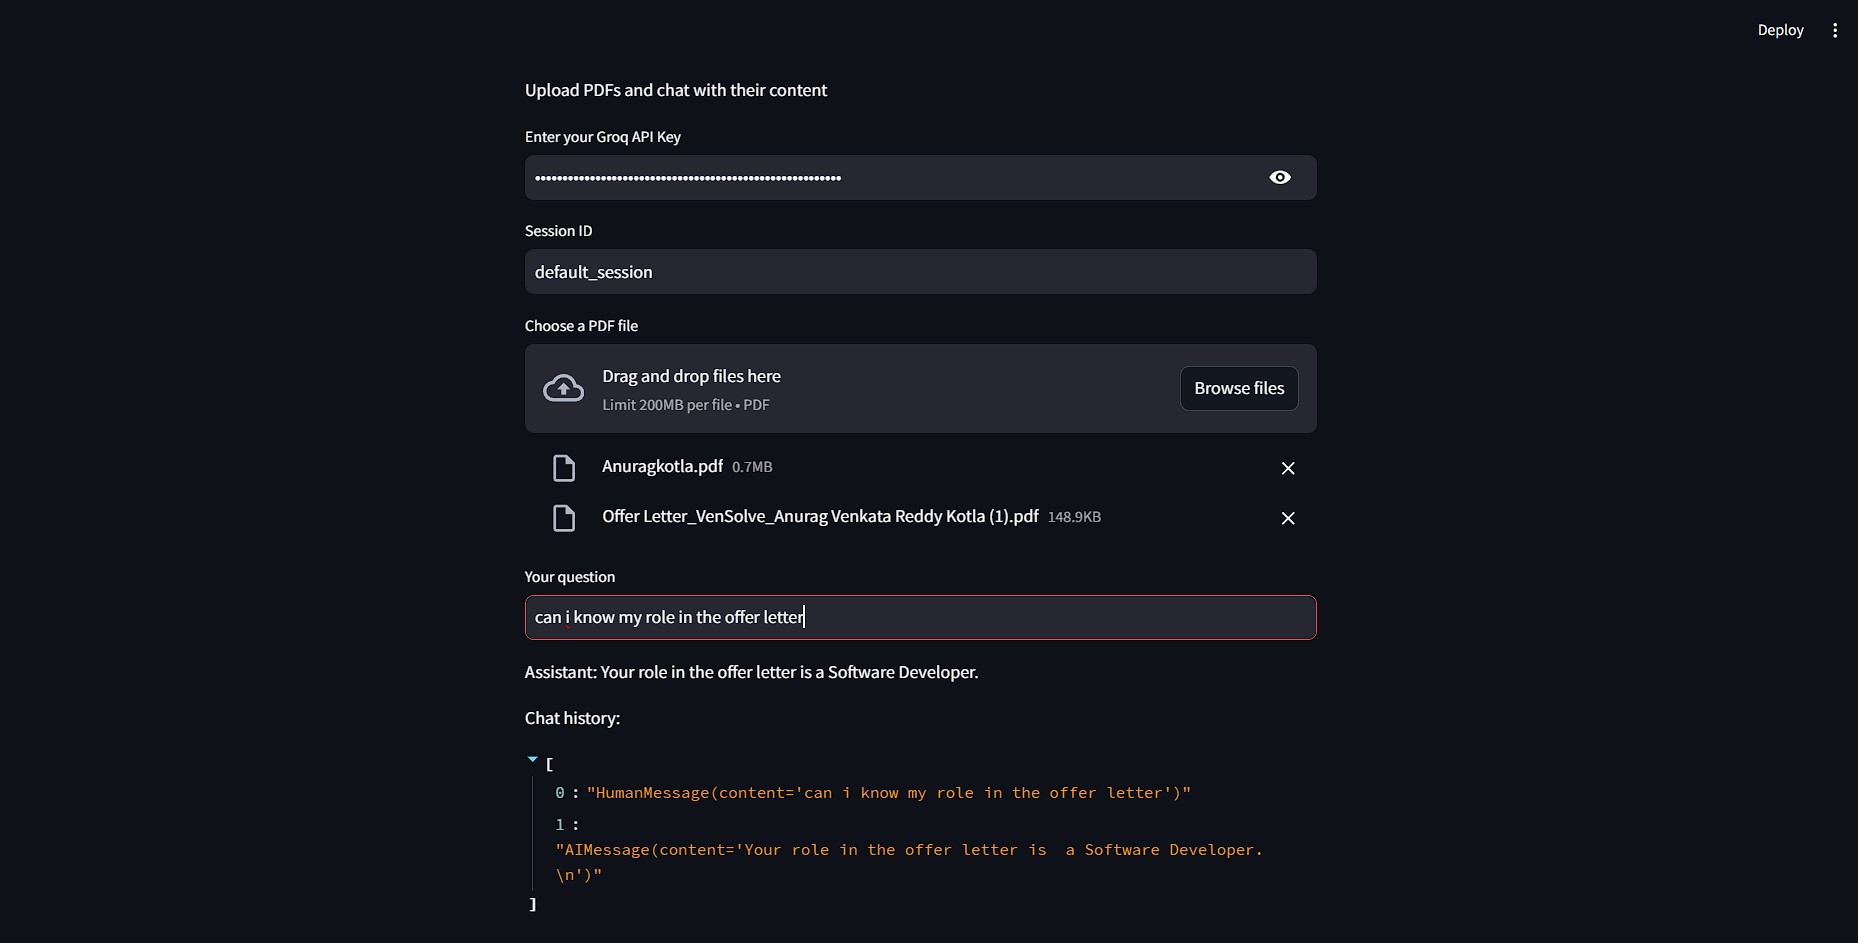 Deploy
Upload PDFs and chat with their content
Enter your Groq API Key
Session ID
default_session
Choose a PDF file
Drag and drop files here
Limit 200MB per file • PDF
Browse files
Anuragkotla.pdf 0.7MB
Offer Letter_VenSolve_Anurag Venkata Reddy Kotla (1).pdf 148.9KB
Your question
can i know my role in the offer letter
Assistant: Your role in the offer letter is a Software Developer.
Chat history:
[
0 : "HumanMessage(content='can i know my role in the offer letter')"
1 :
"AIMessage(content='Your role in the offer letter is  a Software Developer.
\n')"
]